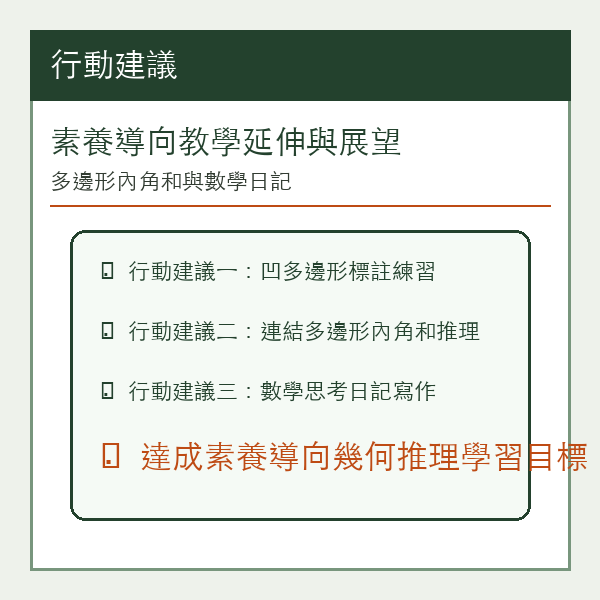 行動建議
素養導向教學延伸與展望
多邊形內角和與數學日記
行動建議一：凹多邊形標註練習
行動建議二：連結多邊形內角和推理
行動建議三：數學思考日記寫作
達成素養導向幾何推理學習目標